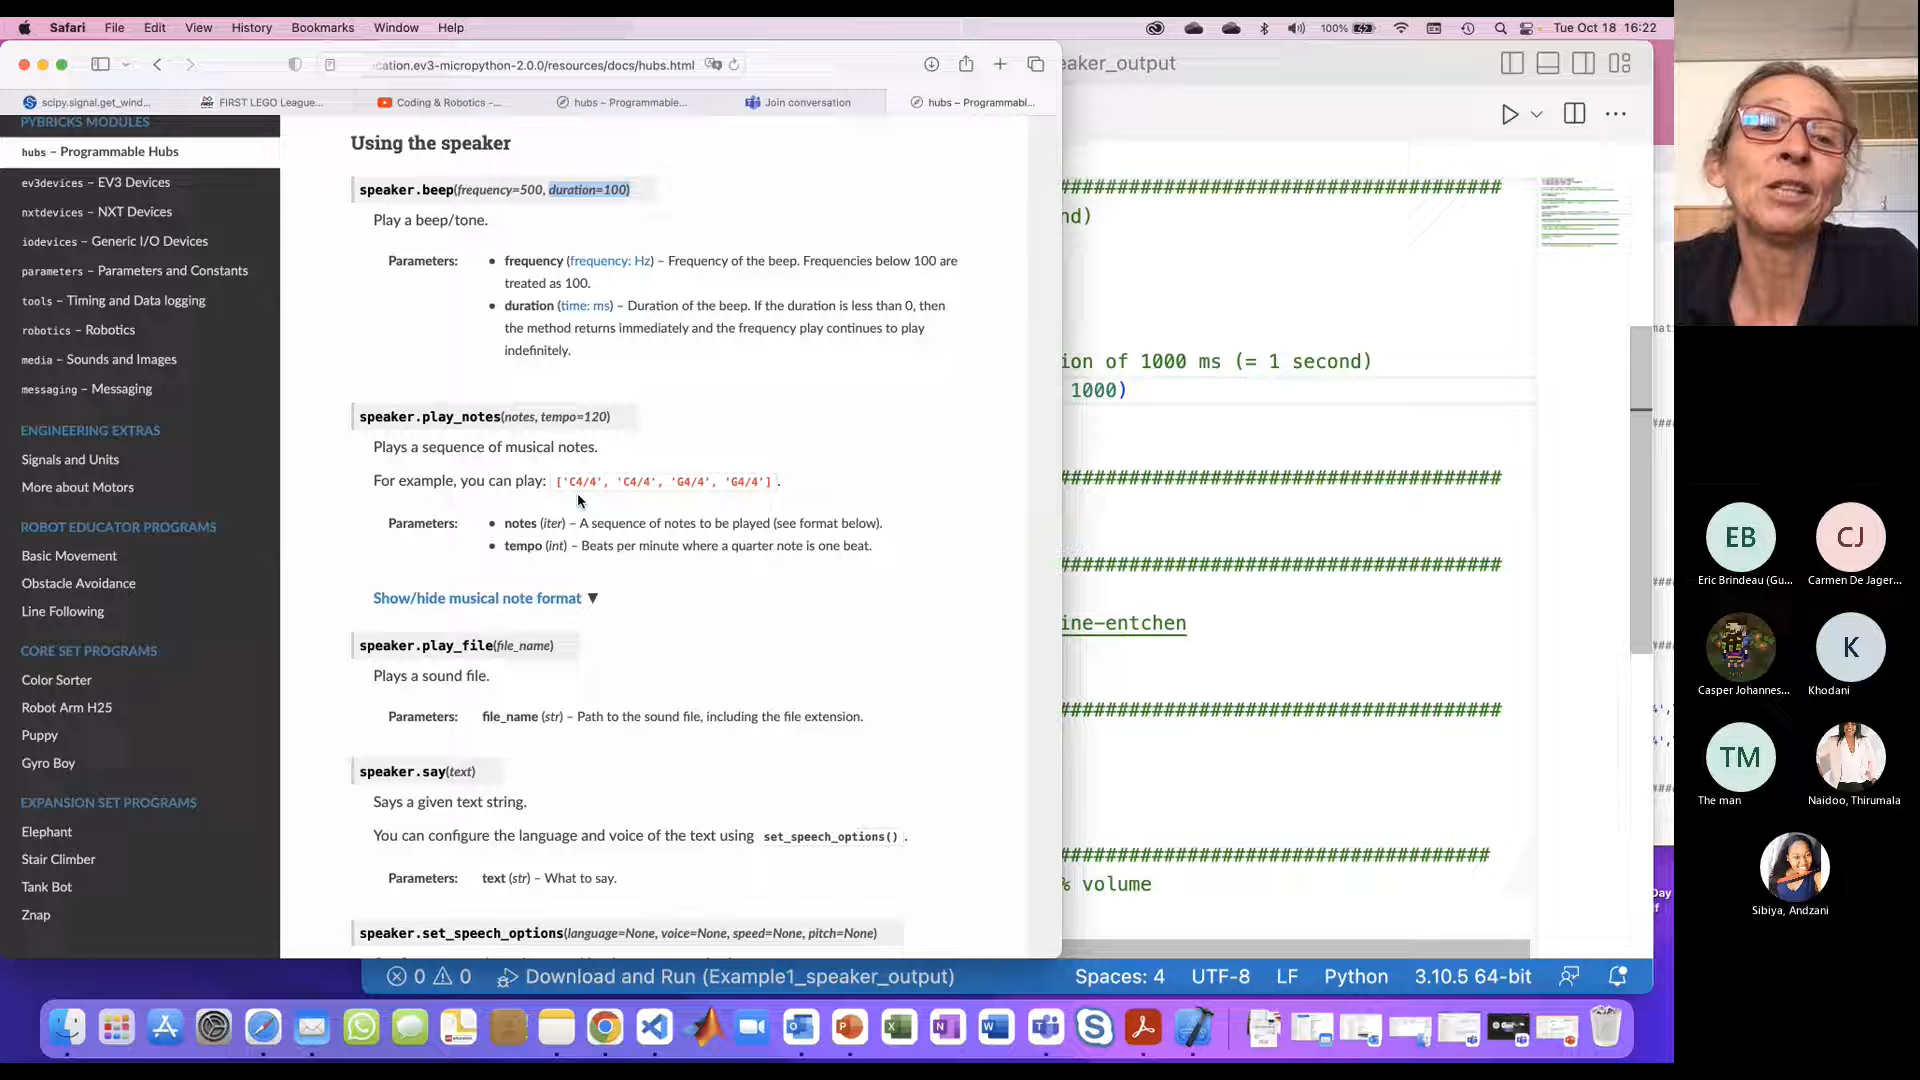 Safari File Edit View History Bookmarks Window Help
100% Tue Oct 18 16:22
ication.ev3-micropython-2.0.0/resources/docs/hubs.html
eaker_output
scipy.signal.get_wind... FIRST LEGO League... Coding & Robotics –... hubs – Programmable... Join conversation hubs – Programmabl...
PYBRICKS MODULES
hubs – Programmable Hubs
ev3devices – EV3 Devices
nxtdevices – NXT Devices
iodevices – Generic I/O Devices
parameters – Parameters and Constants
tools – Timing and Data logging
robotics – Robotics
media – Sounds and Images
messaging – Messaging
ENGINEERING EXTRAS
Signals and Units
More about Motors
ROBOT EDUCATOR PROGRAMS
Basic Movement
Obstacle Avoidance
Line Following
CORE SET PROGRAMS
Color Sorter
Robot Arm H25
Puppy
Gyro Boy
EXPANSION SET PROGRAMS
Elephant
Stair Climber
Tank Bot
Znap
Using the speaker
speaker.beep(frequency=500, duration=100)
Play a beep/tone.
Parameters: • frequency (frequency: Hz) – Frequency of the beep. Frequencies below 100 are
treated as 100.
• duration (time: ms) – Duration of the beep. If the duration is less than 0, then
the method returns immediately and the frequency play continues to play
indefinitely.
speaker.play_notes(notes, tempo=120)
Plays a sequence of musical notes.
For example, you can play: ['C4/4', 'C4/4', 'G4/4', 'G4/4'].
Parameters: • notes (iter) – A sequence of notes to be played (see format below).
• tempo (int) – Beats per minute where a quarter note is one beat.
Show/hide musical note format ▼
speaker.play_file(file_name)
Plays a sound file.
Parameters: file_name (str) – Path to the sound file, including the file extension.
speaker.say(text)
Says a given text string.
You can configure the language and voice of the text using set_speech_options().
Parameters: text (str) – What to say.
speaker.set_speech_options(language=None, voice=None, speed=None, pitch=None)
########################################
nd)
ion of 1000 ms (= 1 second)
1000)
########################################
########################################
ine-entchen
########################################
#######################################
% volume
0 0 Download and Run (Example1_speaker_output) Spaces: 4 UTF-8 LF Python 3.10.5 64-bit
EB
Eric Brindeau (Gu...
CJ
Carmen De Jager...
Casper Johannes...
K
Khodani
TM
The man
Naidoo, Thirumala
Sibiya, Andzani